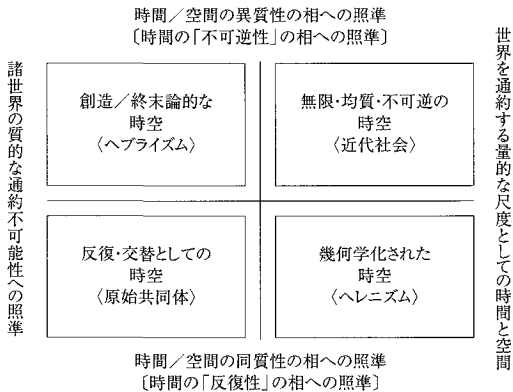 時間／空間の異質性の相への照準
〔時間の「不可逆性」の相への照準〕
諸世界の質的な通約不可能性への照準
創造／終末論的な
時空
〈ヘブライズム〉
無限・均質・不可逆の
時空
〈近代社会〉
世界を通約する量的な尺度としての時間と空間
反復・交替としての
時空
〈原始共同体〉
幾何学化された
時空
〈ヘレニズム〉
時間／空間の同質性の相への照準
〔時間の「反復性」の相への照準〕